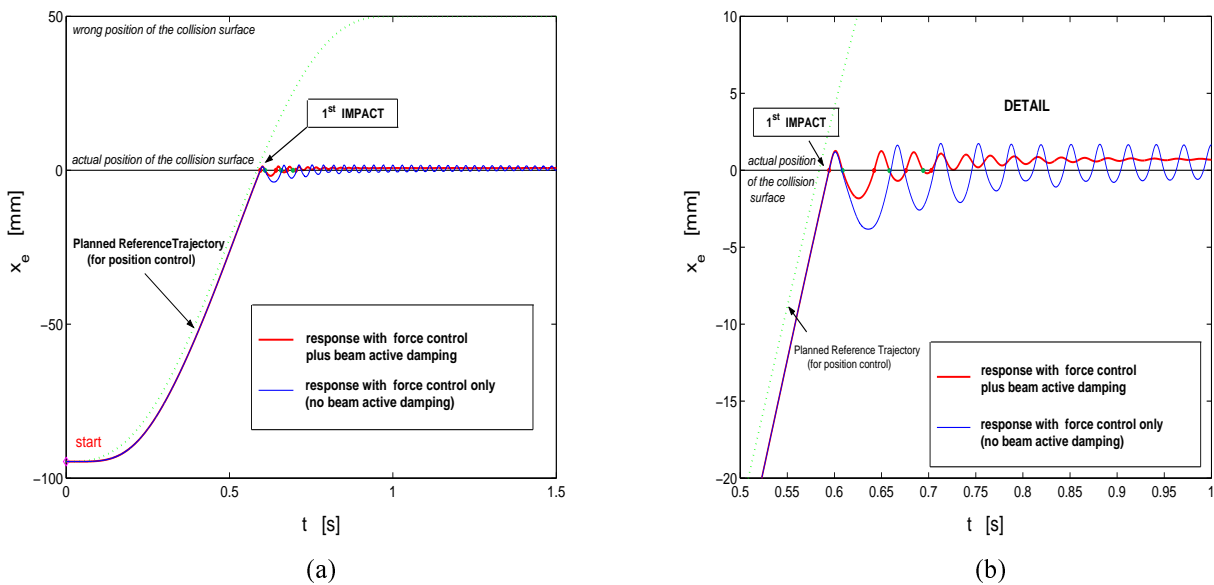 50
wrong position of the collision surface
1st IMPACT
actual position of the collision surface
0
x_e [mm]
Planned ReferenceTrajectory
(for position control)
−50
response with force control
plus beam active damping
response with force control only
(no beam active damping)
start
−100
0
0.5
1
1.5
t [s]
(a)
10
5
DETAIL
1st IMPACT
actual position
0
of the collision
surface
x_e [mm]
−5
−10
Planned Reference Trajectory
(for position control)
response with force control
plus beam active damping
−15
response with force control only
(no beam active damping)
−20
0.5
0.55
0.6
0.65
0.7
0.75
0.8
0.85
0.9
0.95
1
t [s]
(b)